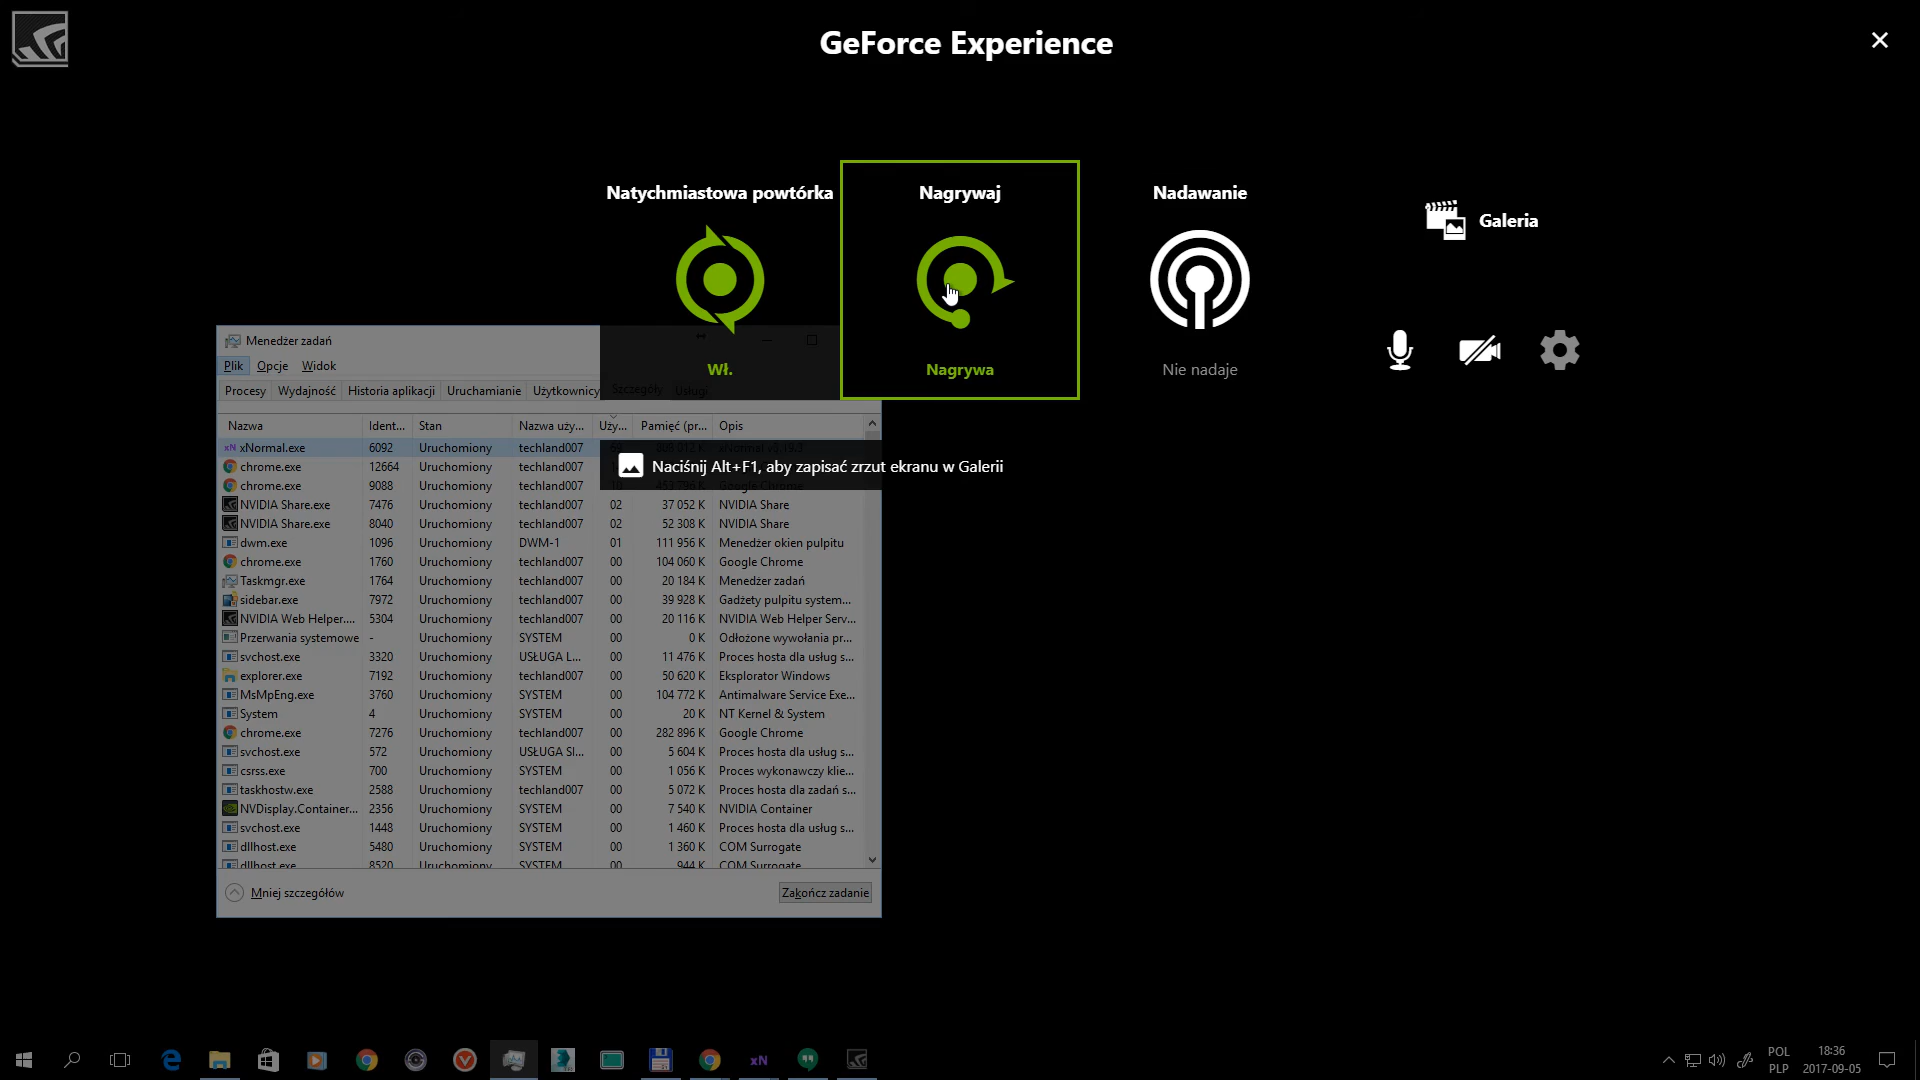 GeForce Experience
Natychmiastowa powtórka
Nagrywaj
Nadawanie
Galeria
Wł.
Nagrywa
Nie nadaje
Naciśnij Alt+F1, aby zapisać zrzut ekranu w Galerii
Menedżer zadań
Plik Opcje Widok
Procesy Wydajność Historia aplikacji Uruchamianie Użytkownicy Szczegóły Usługi
Nazwa Ident... Stan Nazwa uży... Uży... Pamięć (pr... Opis
xNormal.exe 6092 Uruchomiony techland007
chrome.exe 12664 Uruchomiony techland007
chrome.exe 9088 Uruchomiony techland007 Google Chrome
NVIDIA Share.exe 7476 Uruchomiony techland007 02 37 052 K NVIDIA Share
NVIDIA Share.exe 8040 Uruchomiony techland007 02 52 308 K NVIDIA Share
dwm.exe 1096 Uruchomiony DWM-1 01 111 956 K Menedżer okien pulpitu
chrome.exe 1760 Uruchomiony techland007 00 104 060 K Google Chrome
Taskmgr.exe 1764 Uruchomiony techland007 00 20 184 K Menedżer zadań
sidebar.exe 7972 Uruchomiony techland007 00 39 928 K Gadżety pulpitu system...
NVIDIA Web Helper.... 5304 Uruchomiony techland007 00 20 116 K NVIDIA Web Helper Serv...
Przerwania systemowe - Uruchomiony SYSTEM 00 0 K Odłożone wywołania pr...
svchost.exe 3320 Uruchomiony USŁUGA L... 00 11 476 K Proces hosta dla usług s...
explorer.exe 7192 Uruchomiony techland007 00 50 620 K Eksplorator Windows
MsMpEng.exe 3760 Uruchomiony SYSTEM 00 104 772 K Antimalware Service Exe...
System 4 Uruchomiony SYSTEM 00 20 K NT Kernel & System
chrome.exe 7276 Uruchomiony techland007 00 282 896 K Google Chrome
svchost.exe 572 Uruchomiony USŁUGA SI... 00 5 604 K Proces hosta dla usług s...
csrss.exe 700 Uruchomiony SYSTEM 00 1 056 K Proces wykonawczy klie...
taskhostw.exe 2588 Uruchomiony techland007 00 5 072 K Proces hosta dla zadań s...
NVDisplay.Container... 2356 Uruchomiony SYSTEM 00 7 540 K NVIDIA Container
svchost.exe 1448 Uruchomiony SYSTEM 00 1 460 K Proces hosta dla usług s...
dllhost.exe 5480 Uruchomiony SYSTEM 00 1 360 K COM Surrogate
dllhost.exe 8520 Uruchomiony SYSTEM 00 944 K COM Surrogate
Mniej szczegółów
Zakończ zadanie
xN
POL
PLP
18:36
2017-09-05